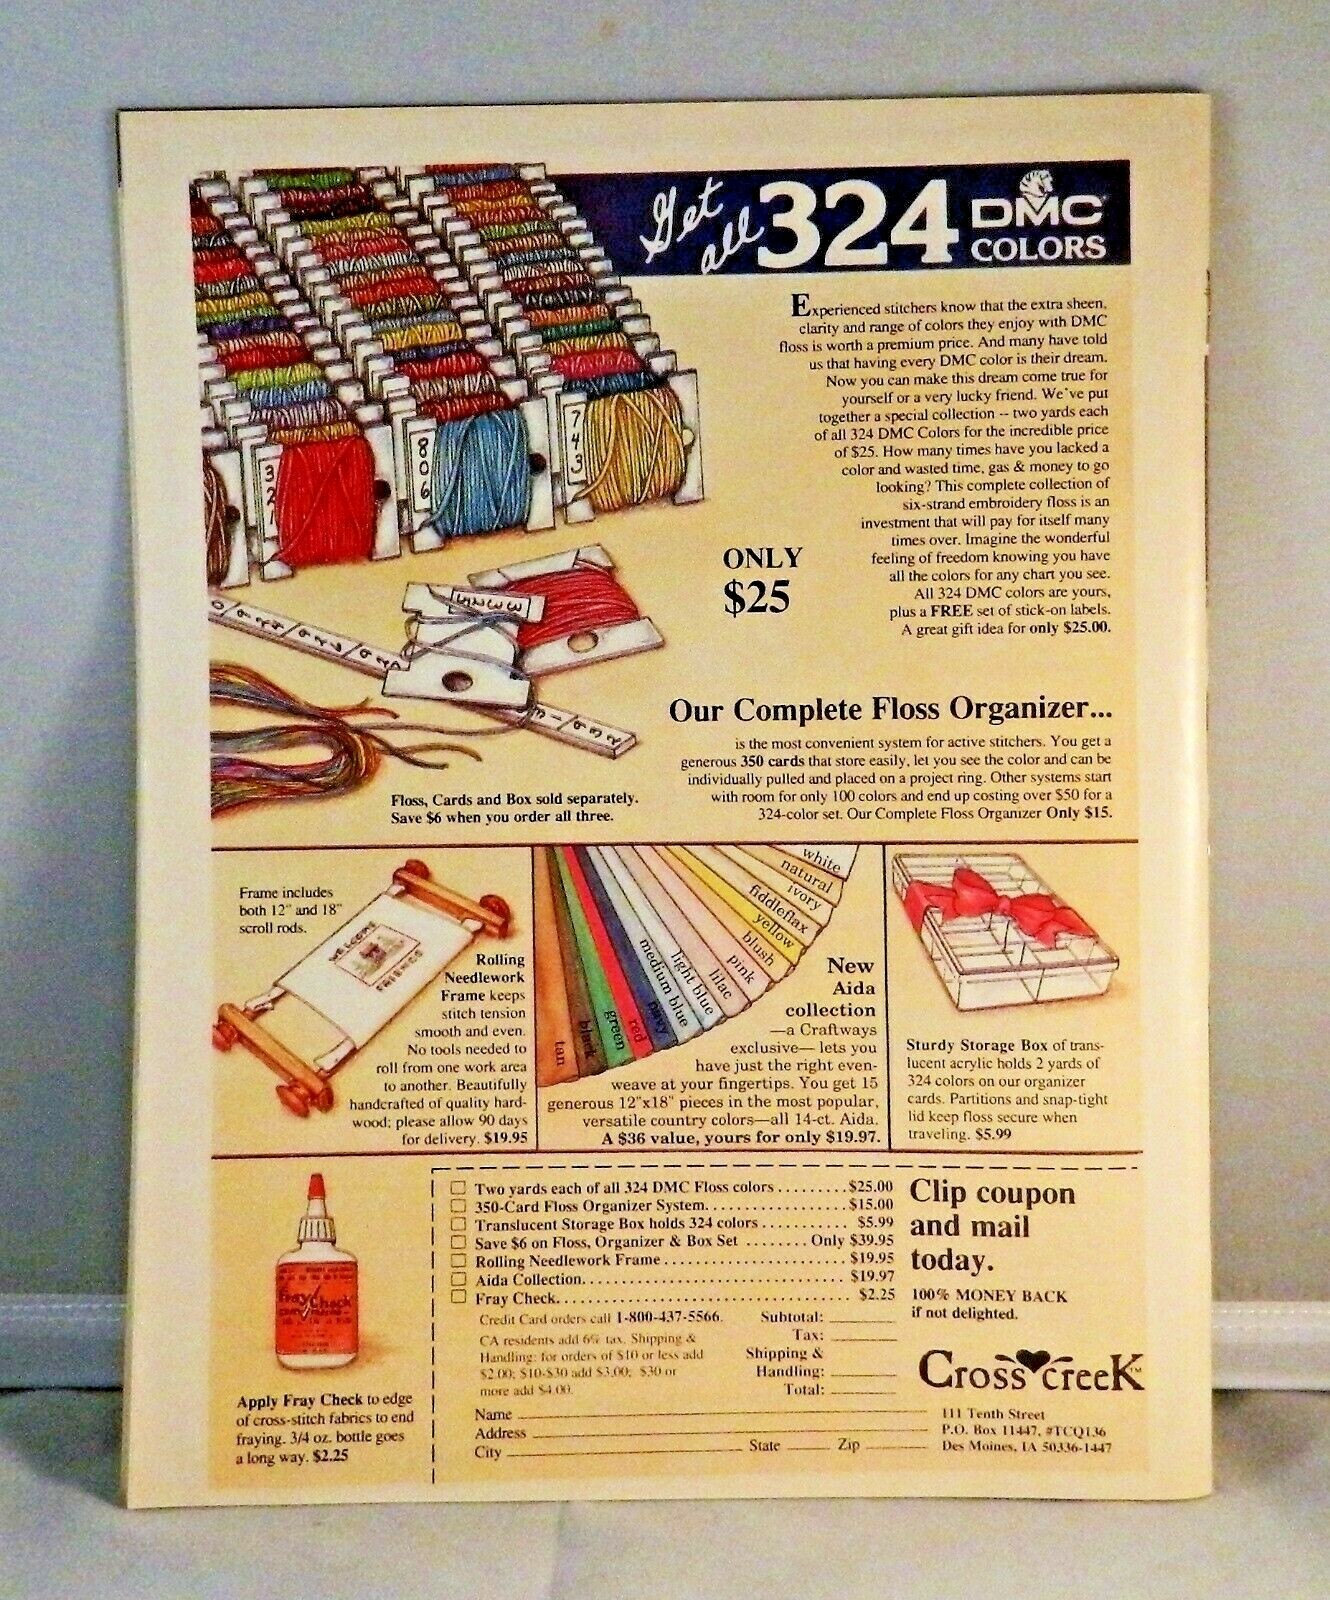 Get all 324 DMC COLORS
Experienced stitchers know that the extra sheen,
clarity and range of colors they enjoy with DMC
floss is worth a premium price. And many have told
us that having every DMC color is their dream.
Now you can make this dream come true for
yourself or a very lucky friend. We've put
together a special collection -- two yards each
of all 324 DMC Colors for the incredible price
of $25. How many times have you lacked a
color and wasted time, gas & money to go
looking? This complete collection of
six-strand embroidery floss is an
investment that will pay for itself many
times over. Imagine the wonderful
feeling of freedom knowing you have
all the colors for any chart you see.
All 324 DMC colors are yours,
plus a FREE set of stick-on labels.
A great gift idea for only $25.00.
321
806
743
ONLY
$25
Our Complete Floss Organizer...
is the most convenient system for active stitchers. You get a
generous 350 cards that store easily, let you see the color and can be
individually pulled and placed on a project ring. Other systems start
with room for only 100 colors and end up costing over $50 for a
324-color set. Our Complete Floss Organizer Only $15.
Floss, Cards and Box sold separately.
Save $6 when you order all three.
Frame includes
both 12" and 18"
scroll rods.
WELCOME
FRIENDS
Rolling
Needlework
Frame keeps
stitch tension
smooth and even.
No tools needed to
roll from one work area
to another. Beautifully
handcrafted of quality hard-
wood; please allow 90 days
for delivery. $19.95
white
natural
ivory
fiddleflax
yellow
blush
pink
lilac
light blue
medium blue
navy
red
green
black
tan
New
Aida
collection
—a Craftways
exclusive— lets you
have just the right even-
weave at your fingertips. You get 15
generous 12"x18" pieces in the most popular,
versatile country colors—all 14-ct. Aida.
A $36 value, yours for only $19.97.
Sturdy Storage Box of trans-
lucent acrylic holds 2 yards of
324 colors on our organizer
cards. Partitions and snap-tight
lid keep floss secure when
traveling. $5.99
Fray Check
Apply Fray Check to edge
of cross-stitch fabrics to end
fraying. 3/4 oz. bottle goes
a long way. $2.25
Two yards each of all 324 DMC Floss colors ......... $25.00
350-Card Floss Organizer System.................. $15.00
Translucent Storage Box holds 324 colors ........... $5.99
Save $6 on Floss, Organizer & Box Set ........ Only $39.95
Rolling Needlework Frame ........................ $19.95
Aida Collection.................................. $19.97
Fray Check...................................... $2.25
Credit Card orders call 1-800-437-5566.
CA residents add 6% tax. Shipping &
Handling: for orders of $10 or less add
$2.00; $10-$30 add $3.00; $30 or
more add $4.00.
Subtotal:
Tax:
Shipping &
Handling:
Total:
Name
Address
City State Zip
Clip coupon
and mail
today.
100% MONEY BACK
if not delighted.
Cross creek™
111 Tenth Street
P.O. Box 11447, #TCQ136
Des Moines, IA 50336-1447